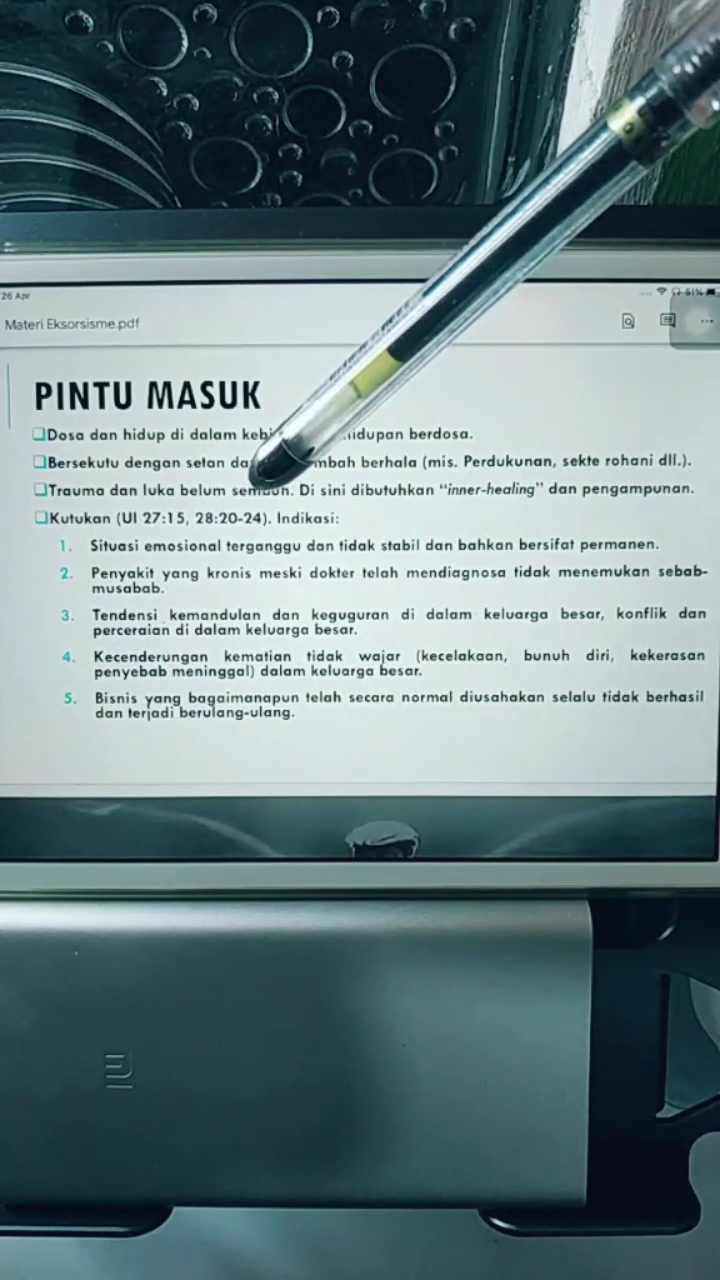 26 Apr
51%
Materi Eksorsisme.pdf
PINTU MASUK
Dosa dan hidup di dalam berdosa.
Bersekutu dengan setan berhala (mis. Perdukunan, sekte rohani dll.).
Trauma dan luka belum sembuh. Di sini dibutuhkan “inner-healing” dan pengampunan.
Kutukan (Ul 27:15, 28:20-24). Indikasi:
1. Situasi emosional terganggu dan tidak stabil dan bahkan bersifat permanen.
2. Penyakit yang kronis meski dokter telah mendiagnosa tidak menemukan sebab-
musabab.
3. Tendensi kemandulan dan keguguran di dalam keluarga besar, konflik dan
perceraian di dalam keluarga besar.
4. Kecenderungan kematian tidak wajar (kecelakaan, bunuh diri, kekerasan
penyebab meninggal) dalam keluarga besar.
5. Bisnis yang bagaimanapun telah secara normal diusahakan selalu tidak berhasil
dan terjadi berulang-ulang.